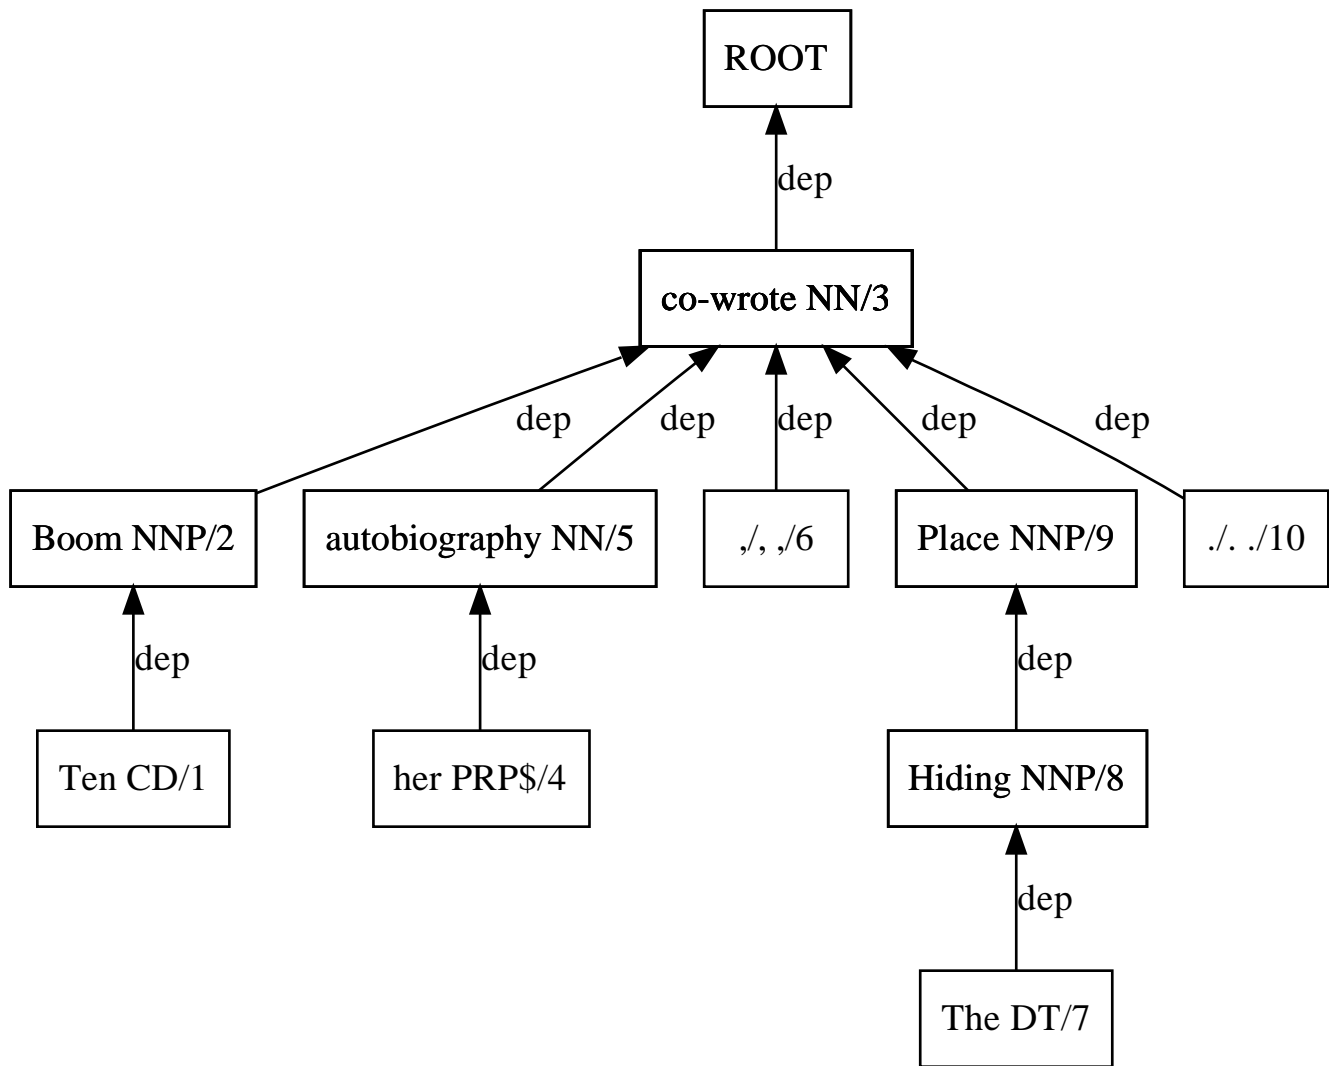 ROOT
dep
co-wrote NN/3
dep dep dep dep dep
Boom NNP/2 autobiography NN/5 ,/, ,/6 Place NNP/9 ./. ./10
dep dep dep
Ten CD/1 her PRP$/4 Hiding NNP/8
dep
The DT/7